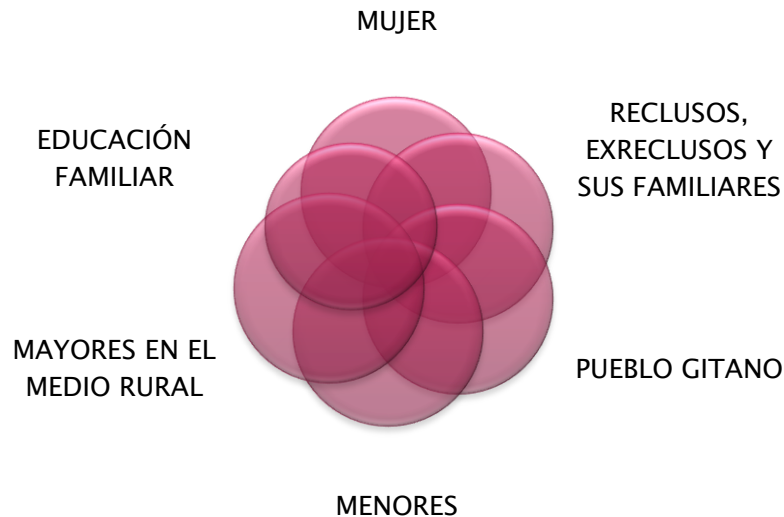 MUJER
RECLUSOS,
EXRECLUSOS Y
SUS FAMILIARES
PUEBLO GITANO
MENORES
MAYORES EN EL
MEDIO RURAL
EDUCACIÓN
FAMILIAR